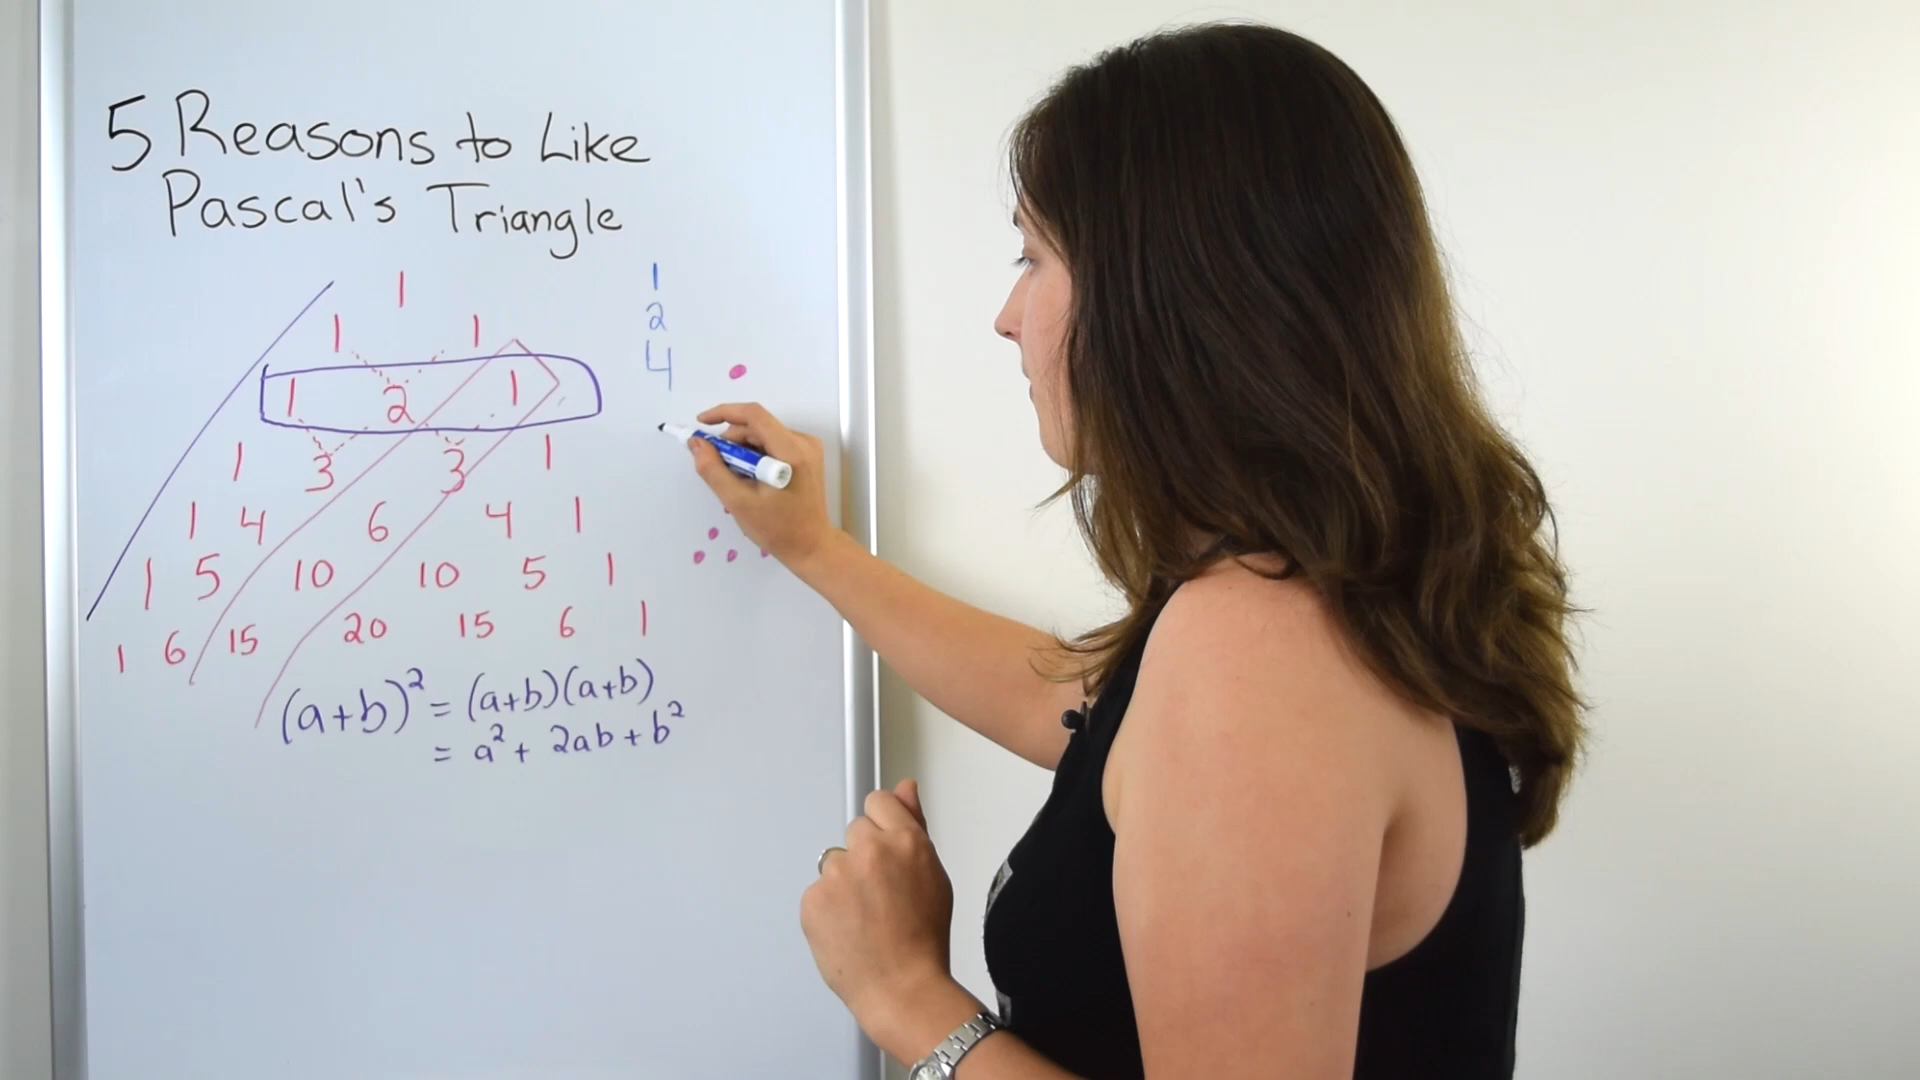 5 Reasons to Like
Pascal's Triangle
1 1
1 1 2
1 2 1 4
1 3 3 1
1 4 6 4 1
1 5 10 10 5 1
1 6 15 20 15 6 1
(a+b)² = (a+b)(a+b)
= a² + 2ab + b²